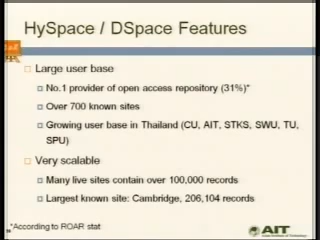 HySpace / DSpace Features
Large user base
No.1 provider of open access repository (31%)*
Over 700 known sites
Growing user base in Thailand (CU, AIT, STKS, SWU, TU,
SPU)
Very scalable
Many live sites contain over 100,000 records
Largest known site: Cambridge, 206,104 records
*According to ROAR stat
AIT